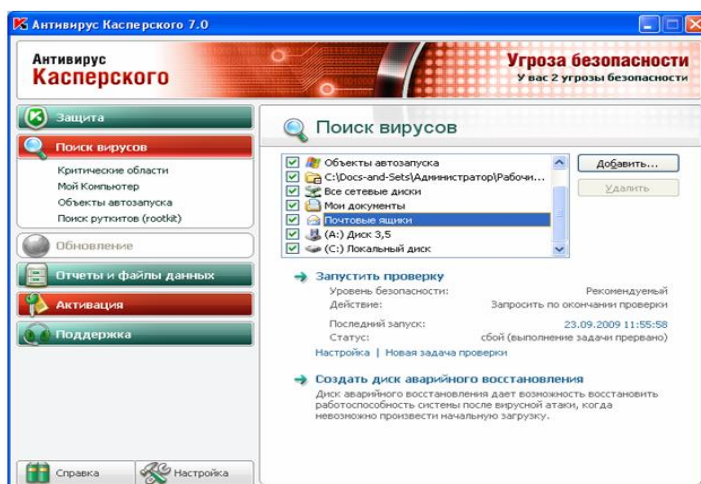 Антивирус Касперского 7.0
Антивирус
Касперского
Угроза безопасности
У вас 2 угрозы безопасности
Защита
Поиск вирусов
Критические области
Мой Компьютер
Объекты автозапуска
Поиск руткитов (rootkit)
Обновление
Отчеты и файлы данных
Активация
Поддержка
Справка
Настройка
Поиск вирусов
Объекты автозапуска
C:\Docs-and-Sets\Администратор\Рабочи...
Все сетевые диски
Мои документы
Почтовые ящики
(A:) Диск 3,5
(C:) Локальный диск
Добавить...
Удалить
Запустить проверку
Уровень безопасности: Рекомендуемый
Действие: Запросить по окончании проверки
Последний запуск: 23.09.2009 11:55:58
Статус: сбой (выполнение задачи прервано)
Настройка | Новая задача проверки
Создать диск аварийного восстановления
Диск аварийного восстановления дает возможность восстановить
работоспособность системы после вирусной атаки, когда
невозможно произвести начальную загрузку.